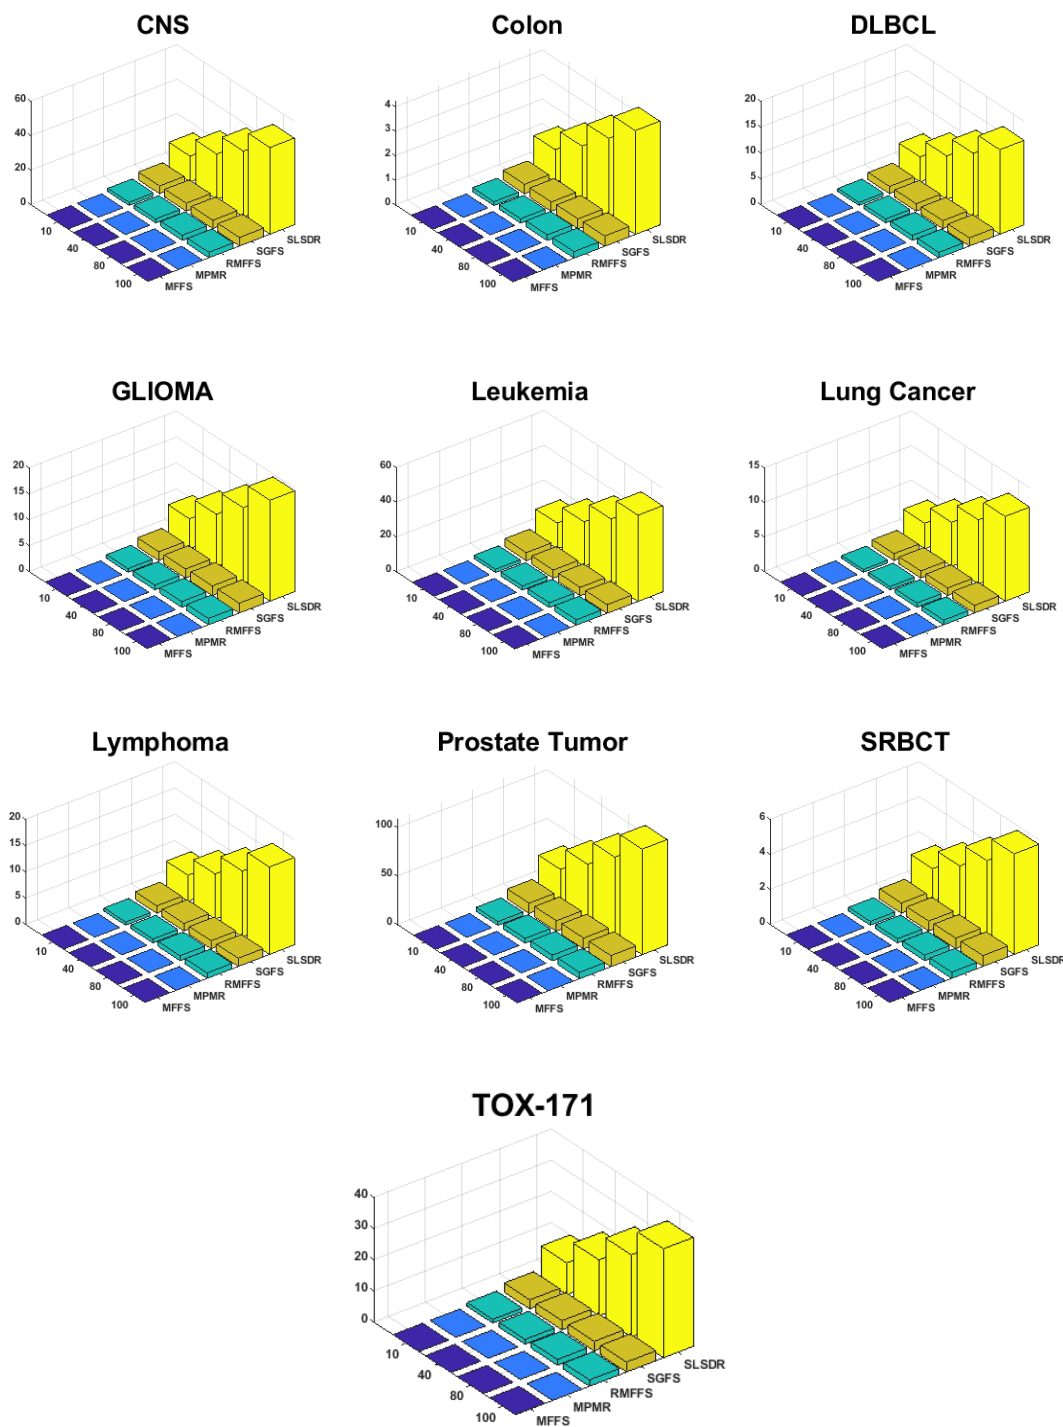 CNS
60
40
20
0
10
40
80
100
MFFS
MPMR
RMFFS
SGFS
SLSDR
Colon
4
3
2
1
0
10
40
80
100
MFFS
MPMR
RMFFS
SGFS
SLSDR
DLBCL
20
15
10
5
0
10
40
80
100
MFFS
MPMR
RMFFS
SGFS
SLSDR
GLIOMA
20
15
10
5
0
10
40
80
100
MFFS
MPMR
RMFFS
SGFS
SLSDR
Leukemia
60
40
20
0
10
40
80
100
MFFS
MPMR
RMFFS
SGFS
SLSDR
Lung Cancer
15
10
5
0
10
40
80
100
MFFS
MPMR
RMFFS
SGFS
SLSDR
Lymphoma
20
15
10
5
0
10
40
80
100
MFFS
MPMR
RMFFS
SGFS
SLSDR
Prostate Tumor
100
50
0
10
40
80
100
MFFS
MPMR
RMFFS
SGFS
SLSDR
SRBCT
6
4
2
0
10
40
80
100
MFFS
MPMR
RMFFS
SGFS
SLSDR
TOX-171
40
30
20
10
0
10
40
80
100
MFFS
MPMR
RMFFS
SGFS
SLSDR